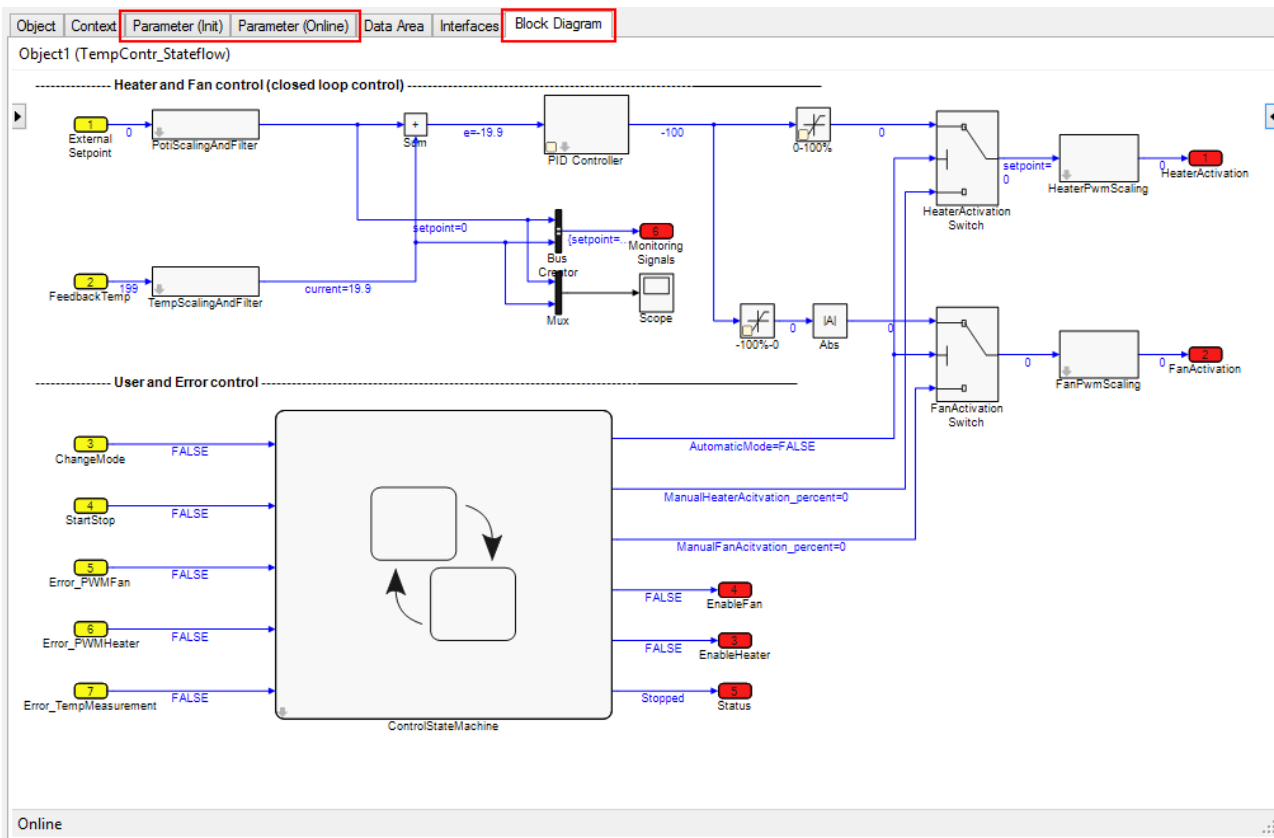 Object Context Parameter (Init) Parameter (Online) Data Area Interfaces Block Diagram
Object1 (TempContr_Stateflow)
--------------- Heater and Fan control (closed loop control) ---------------
1
External
Setpoint
0
PotiScalingAndFilter
+
Sum
e=-19.9
PID Controller
-100
0-100%
0
HeaterActivation
Switch
setpoint=
0
HeaterPwmScaling
0
1
HeaterActivation
setpoint=0
Bus
Creator
{setpoint=...
6
Monitoring
Signals
2
FeedbackTemp
199
TempScalingAndFilter
current=19.9
Mux
Scope
-100%-0
0
|A|
Abs
0
FanActivation
Switch
0
FanPwmScaling
0
2
FanActivation
--------------- User and Error control ---------------
3
ChangeMode
FALSE
4
StartStop
FALSE
5
Error_PWMFan
FALSE
6
Error_PWMHeater
FALSE
7
Error_TempMeasurement
FALSE
ControlStateMachine
AutomaticMode=FALSE
ManualHeaterAcitvation_percent=0
ManualFanAcitvation_percent=0
FALSE
4
EnableFan
FALSE
3
EnableHeater
Stopped
5
Status
Online